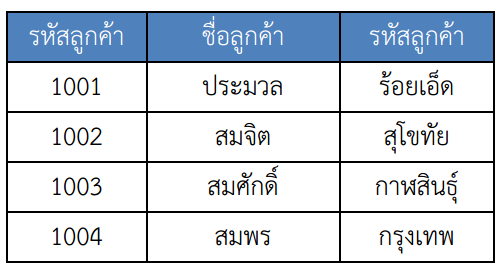 รหัสลูกค้า ชื่อลูกค้า รหัสลูกค้า
1001 ประมวล ร้อยเอ็ด
1002 สมจิต สุโขทัย
1003 สมศักดิ์ กาฬสินธุ์
1004 สมพร กรุงเทพ